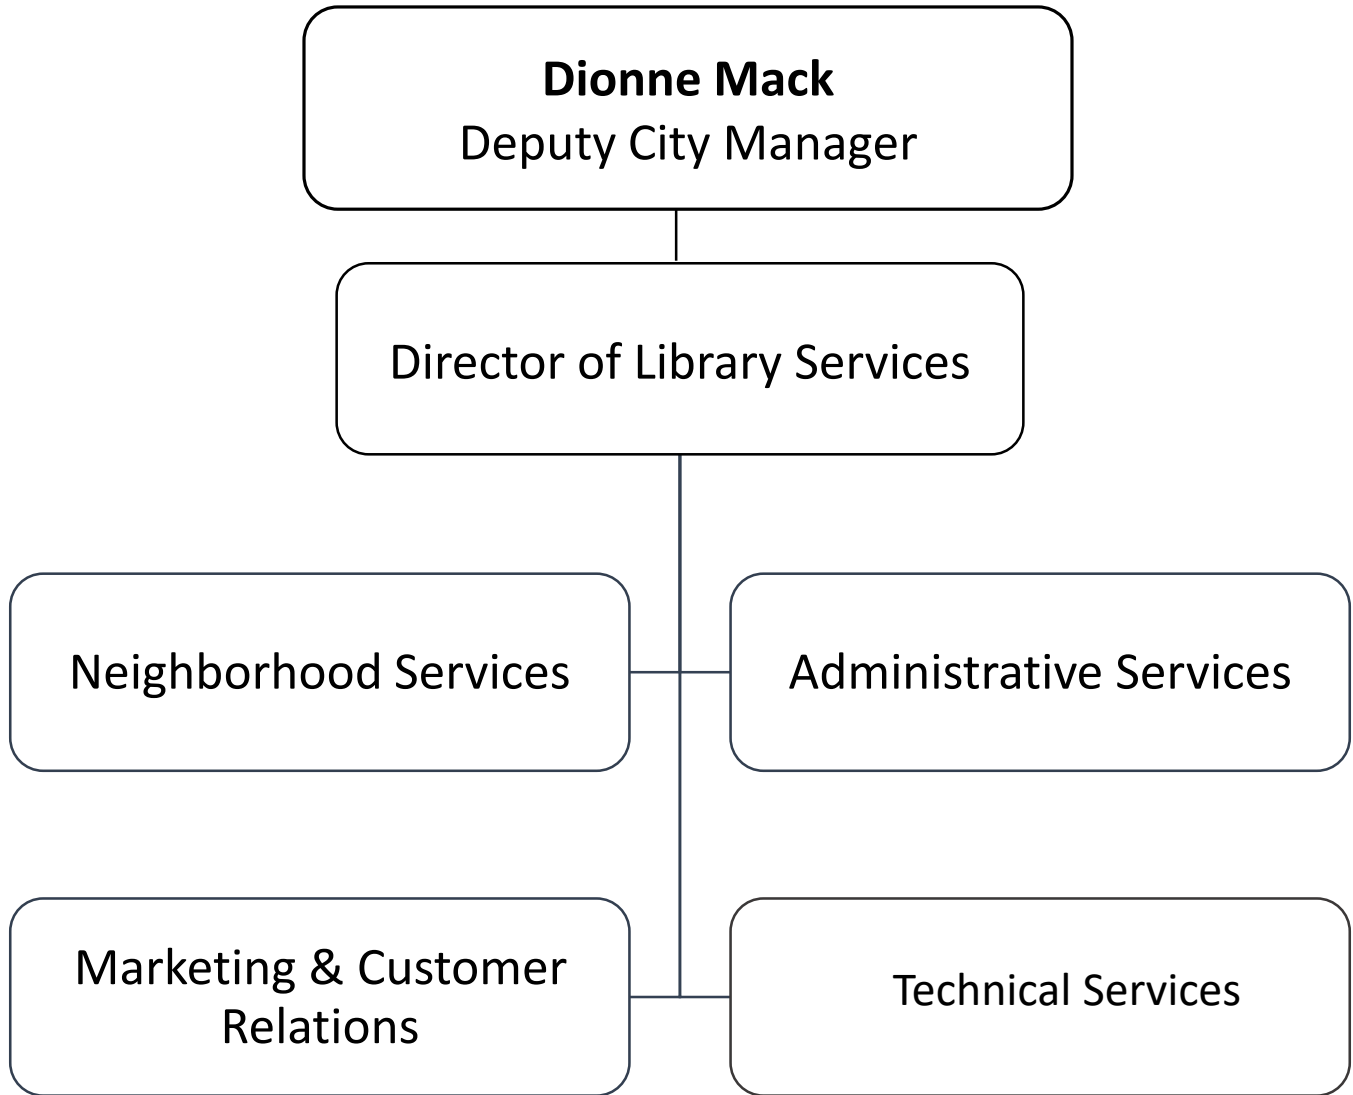 Dionne Mack
Deputy City Manager
Director of Library Services
Neighborhood Services
Administrative Services
Marketing & Customer
Relations
Technical Services